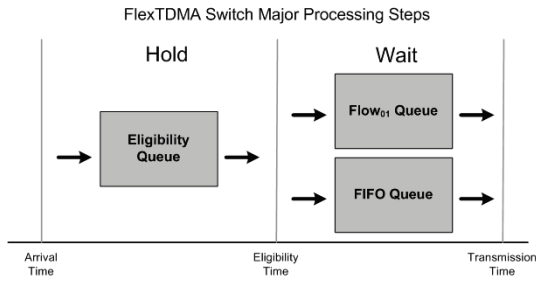 FlexTDMA Switch Major Processing Steps
Hold
Wait
Eligibility
Queue
Flow₀₁ Queue
FIFO Queue
Arrival
Time
Eligibility
Time
Transmission
Time